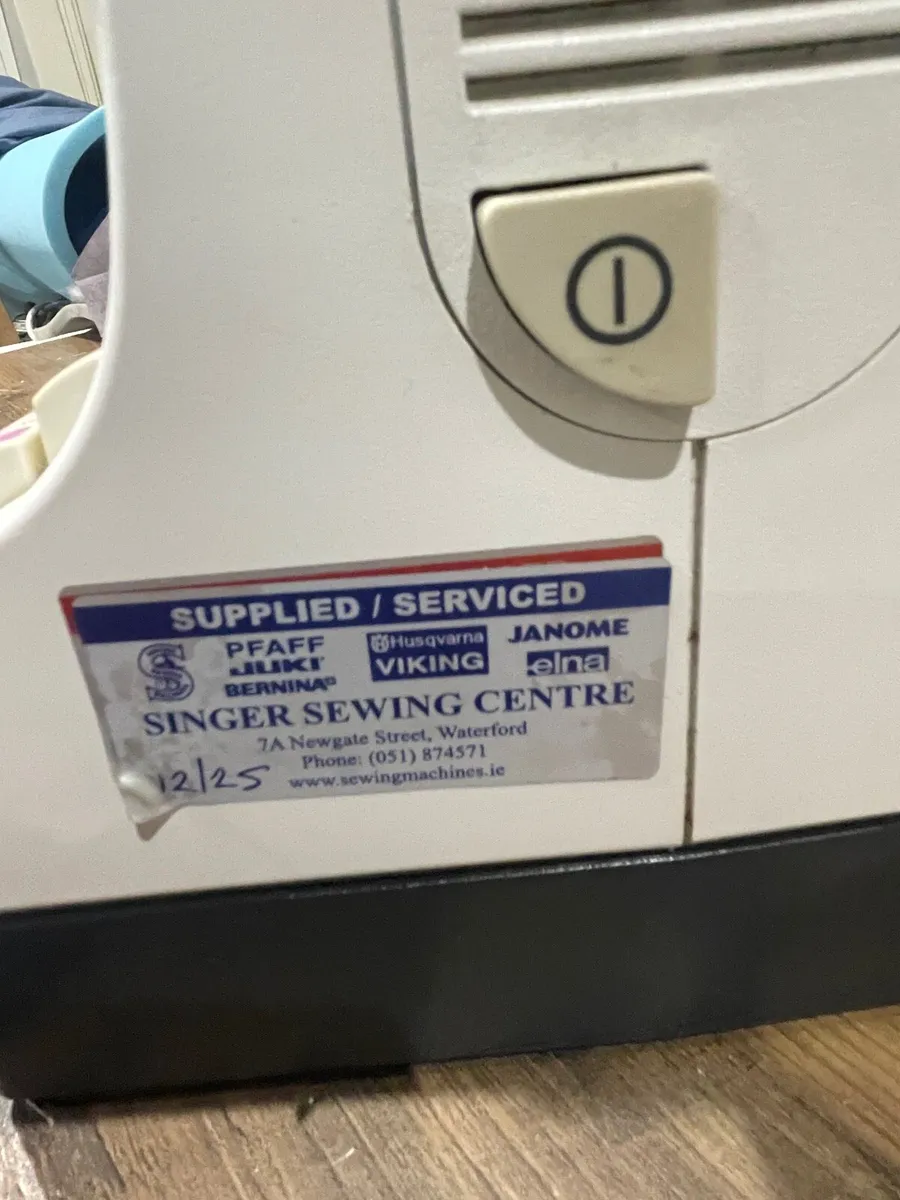 SUPPLIED / SERVICED
PFAFF
JUKI
BERNINA
Husqvarna
VIKING
JANOME
elna
SINGER SEWING CENTRE
7A Newgate Street, Waterford
Phone: (051) 874571
www.sewingmachines.ie
12/25